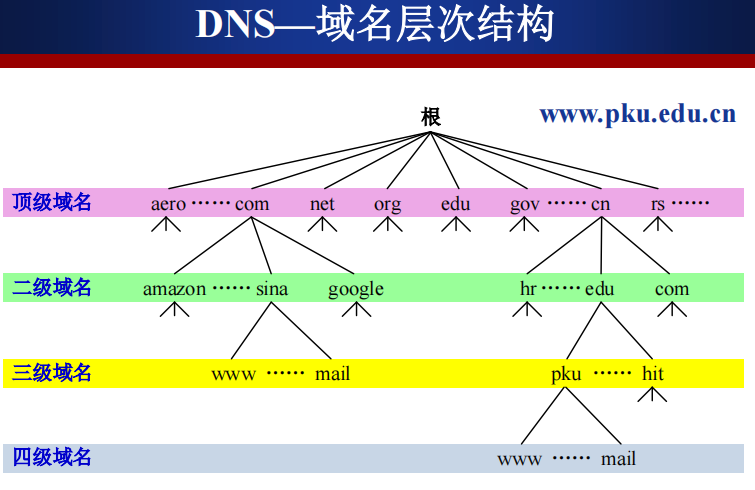 DNS—域名层次结构
根
www.pku.edu.cn
顶级域名 aero ⋯⋯ com net org edu gov ⋯⋯ cn rs ⋯⋯
二级域名 amazon ⋯⋯ sina google hr ⋯⋯ edu com
三级域名 www ⋯⋯ mail pku ⋯⋯ hit
四级域名 www ⋯⋯ mail